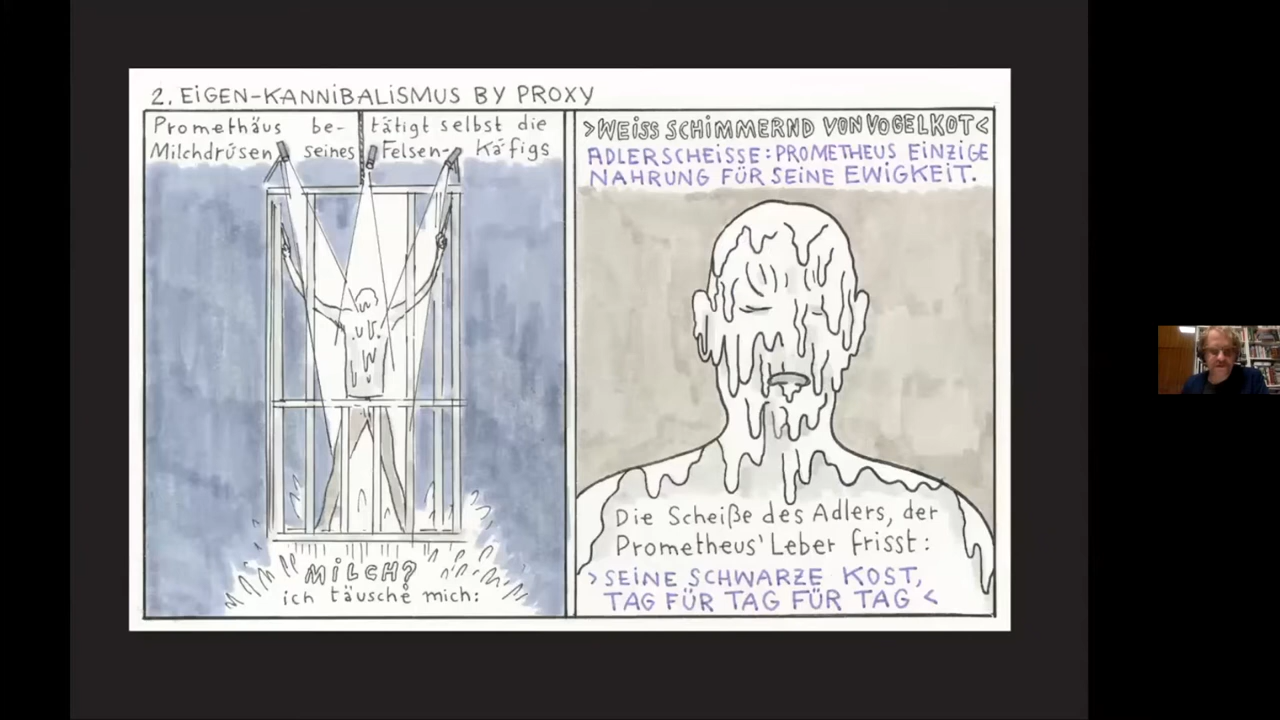 2. EiGEN-KANNiBALiSMUS BY PROXY
Promethäus be- tätigt selbst die
Milchdrüsen seines Felsen- Käfigs
MiLCH?
ich täusche mich:
>WEiSS SCHiMMERND VON VOGELKOT<
ADLERSCHEISSE: PROMETHEUS EINZIGE
NAHRUNG FÜR SEINE EWIGKEIT.
Die Scheiße des Adlers, der
Prometheus' Leber frisst:
>SEINE SCHWARZE KOST,
TAG FÜR TAG FÜR TAG<